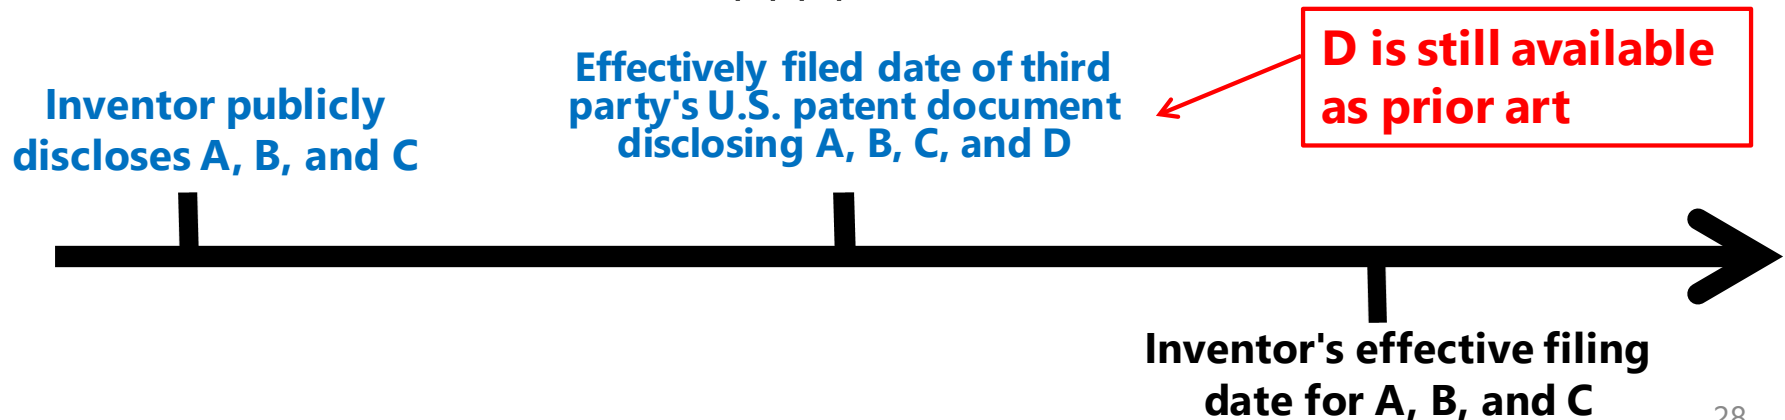 Inventor publicly
discloses A, B, and C
Effectively filed date of third
party's U.S. patent document
disclosing A, B, C, and D
D is still available
as prior art
Inventor's effective filing
date for A, B, and C
28